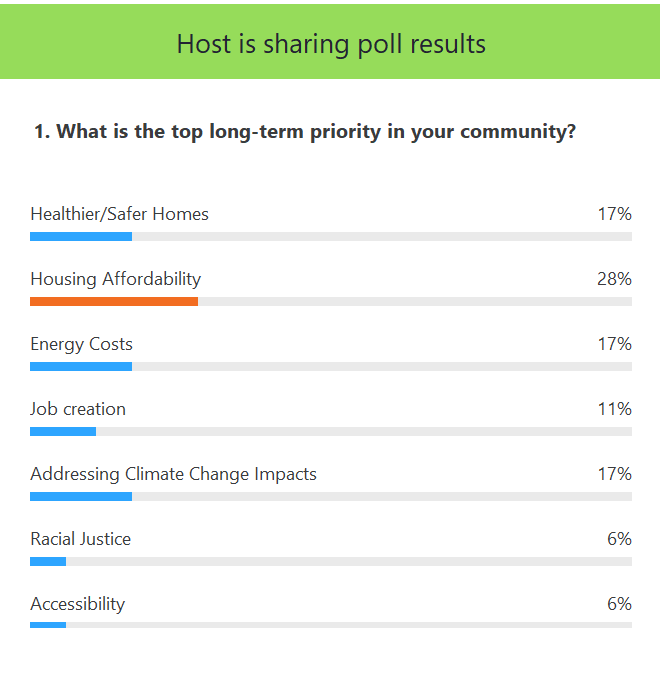 Host is sharing poll results
1. What is the top long-term priority in your community?
Healthier/Safer Homes 17%
Housing Affordability 28%
Energy Costs 17%
Job creation 11%
Addressing Climate Change Impacts 17%
Racial Justice 6%
Accessibility 6%